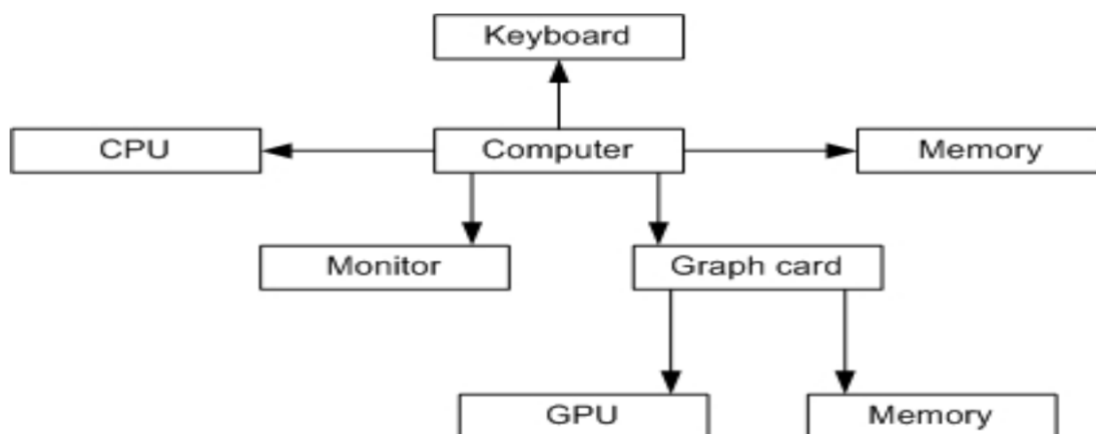 Keyboard
CPU
Computer
Memory
Monitor
Graph card
GPU
Memory